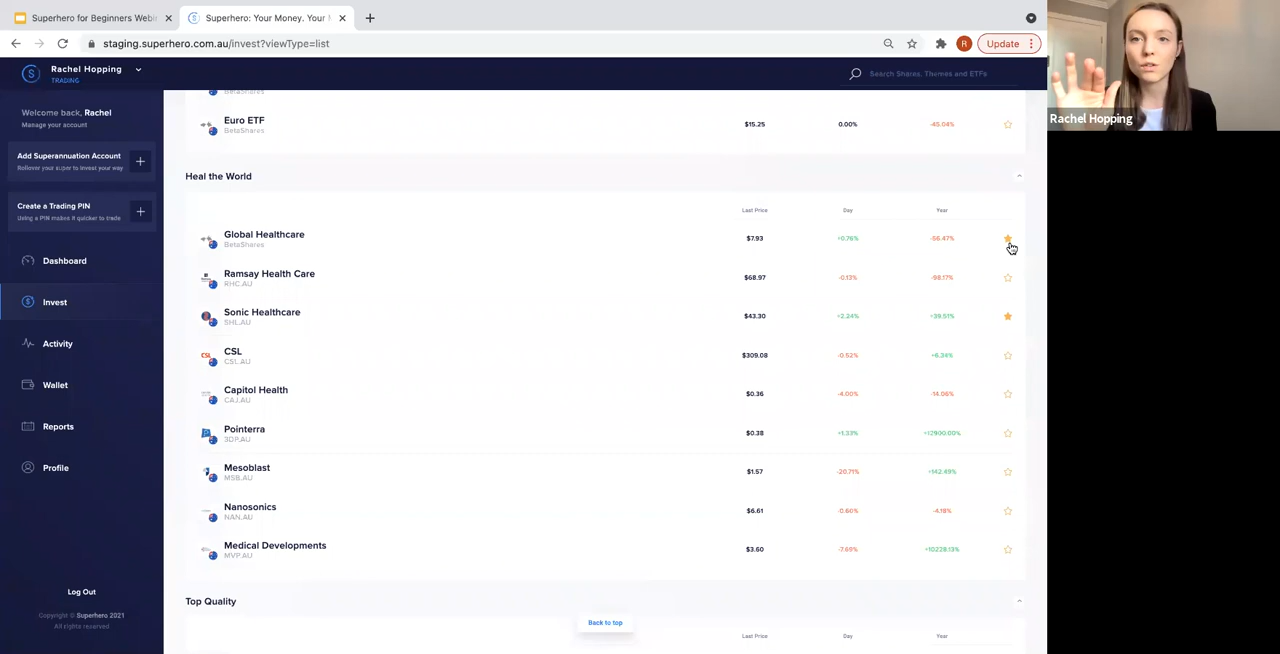 Superhero for Beginners Webi
Superhero: Your Money. Your M
staging.superhero.com.au/invest?viewType=list
R
Update
Rachel Hopping
TRADING
Search Shares, Themes and ETFs
Welcome back, Rachel
Manage your account
Add Superannuation Account
Rollover your super to invest your way
Create a Trading PIN
Using a PIN makes it quicker to trade
Dashboard
Invest
Activity
Wallet
Reports
Profile
Log Out
Copyright © Superhero 2021
All rights reserved
BetaShares
Euro ETF
BetaShares
$15.25
0.00%
-45.04%
Heal the World
Last Price
Day
Year
Global Healthcare
BetaShares
$7.93
+0.76%
-56.47%
Ramsay Health Care
RHC.AU
$68.97
-0.13%
-98.17%
Sonic Healthcare
SHL.AU
$43.30
+2.24%
+39.51%
CSL
CSL
CSL.AU
$309.08
-0.52%
+6.34%
Capitol Health
CAJ.AU
$0.36
-4.00%
-14.06%
Pointerra
3DP.AU
$0.38
+1.33%
+12900.00%
Mesoblast
MSB.AU
$1.57
-20.71%
+142.49%
Nanosonics
NAN.AU
$6.61
-0.60%
-4.18%
Medical Developments
MVP.AU
$3.60
-7.69%
+10228.13%
Top Quality
Back to top
Last Price
Day
Year
Rachel Hopping